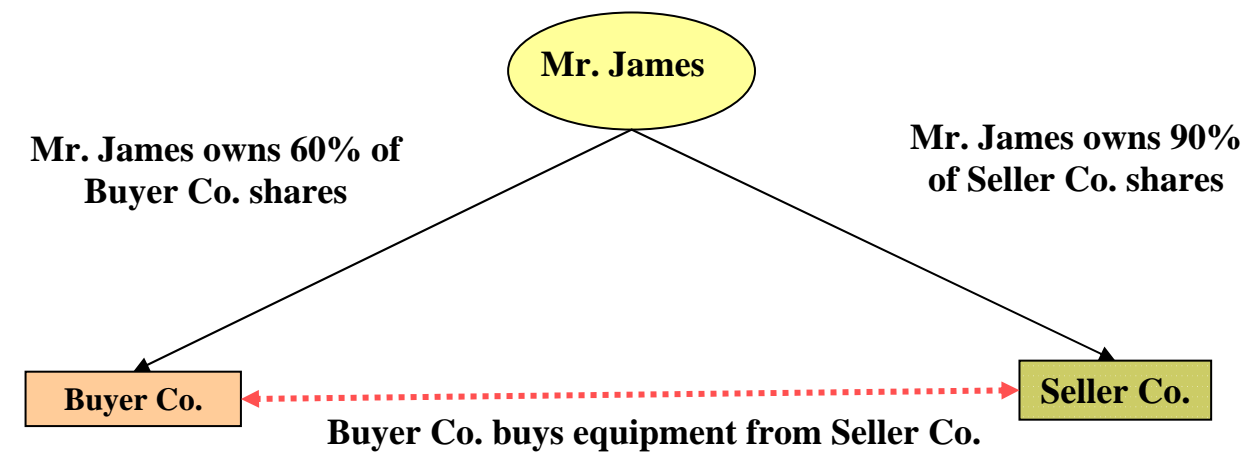 Mr. James
Mr. James owns 60% of
Buyer Co. shares
Mr. James owns 90%
of Seller Co. shares
Buyer Co.
Seller Co.
Buyer Co. buys equipment from Seller Co.